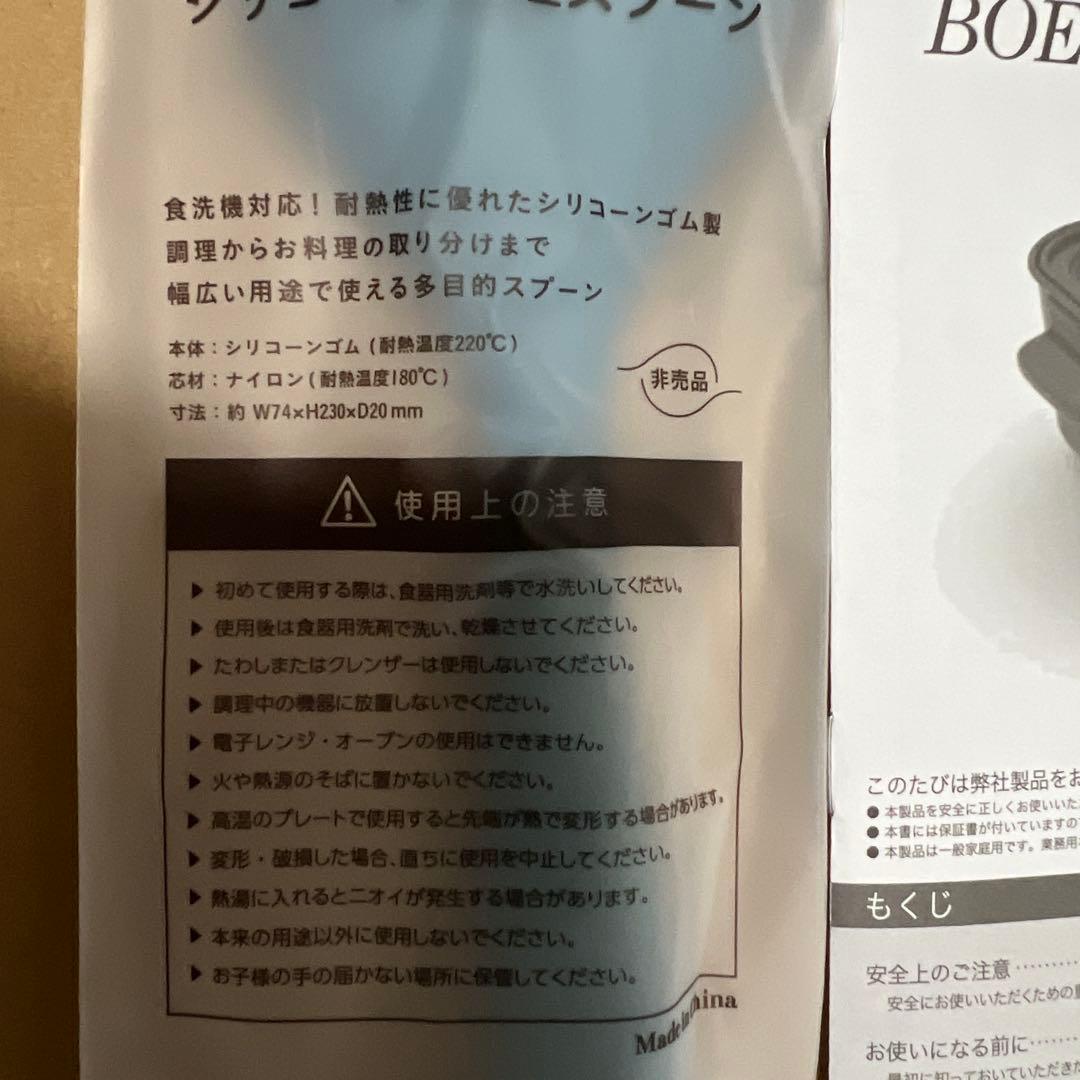 スプーン
食洗機対応！耐熱性に優れたシリコーンゴム製
調理からお料理の取り分けまで
幅広い用途で使える多目的スプーン
本体：シリコーンゴム（耐熱温度220℃）
芯材：ナイロン（耐熱温度180℃）
寸法：約 W74×H230×D20mm
非売品
使用上の注意
▶ 初めて使用する際は、食器用洗剤等で水洗いしてください。
▶ 使用後は食器用洗剤で洗い、乾燥させてください。
▶ たわしまたはクレンザーは使用しないでください。
▶ 調理中の機器に放置しないでください。
▶ 電子レンジ・オーブンの使用はできません。
▶ 火や熱源のそばに置かないでください。
▶ 高温のプレートで使用すると先端が熱で変形する場合があります。
▶ 変形・破損した場合、直ちに使用を中止してください。
▶ 熱湯に入れるとニオイが発生する場合があります。
▶ 本来の用途以外に使用しないでください。
▶ お子様の手の届かない場所に保管してください。
Made in China
BOE
このたびは弊社製品をお
● 本製品を安全に正しくお使いいた
● 本書には保証書が付いていますの
● 本製品は一般家庭用です。業務用
もくじ
安全上のご注意
安全にお使いいただくための
お使いになる前に
最初に知っておいていただき